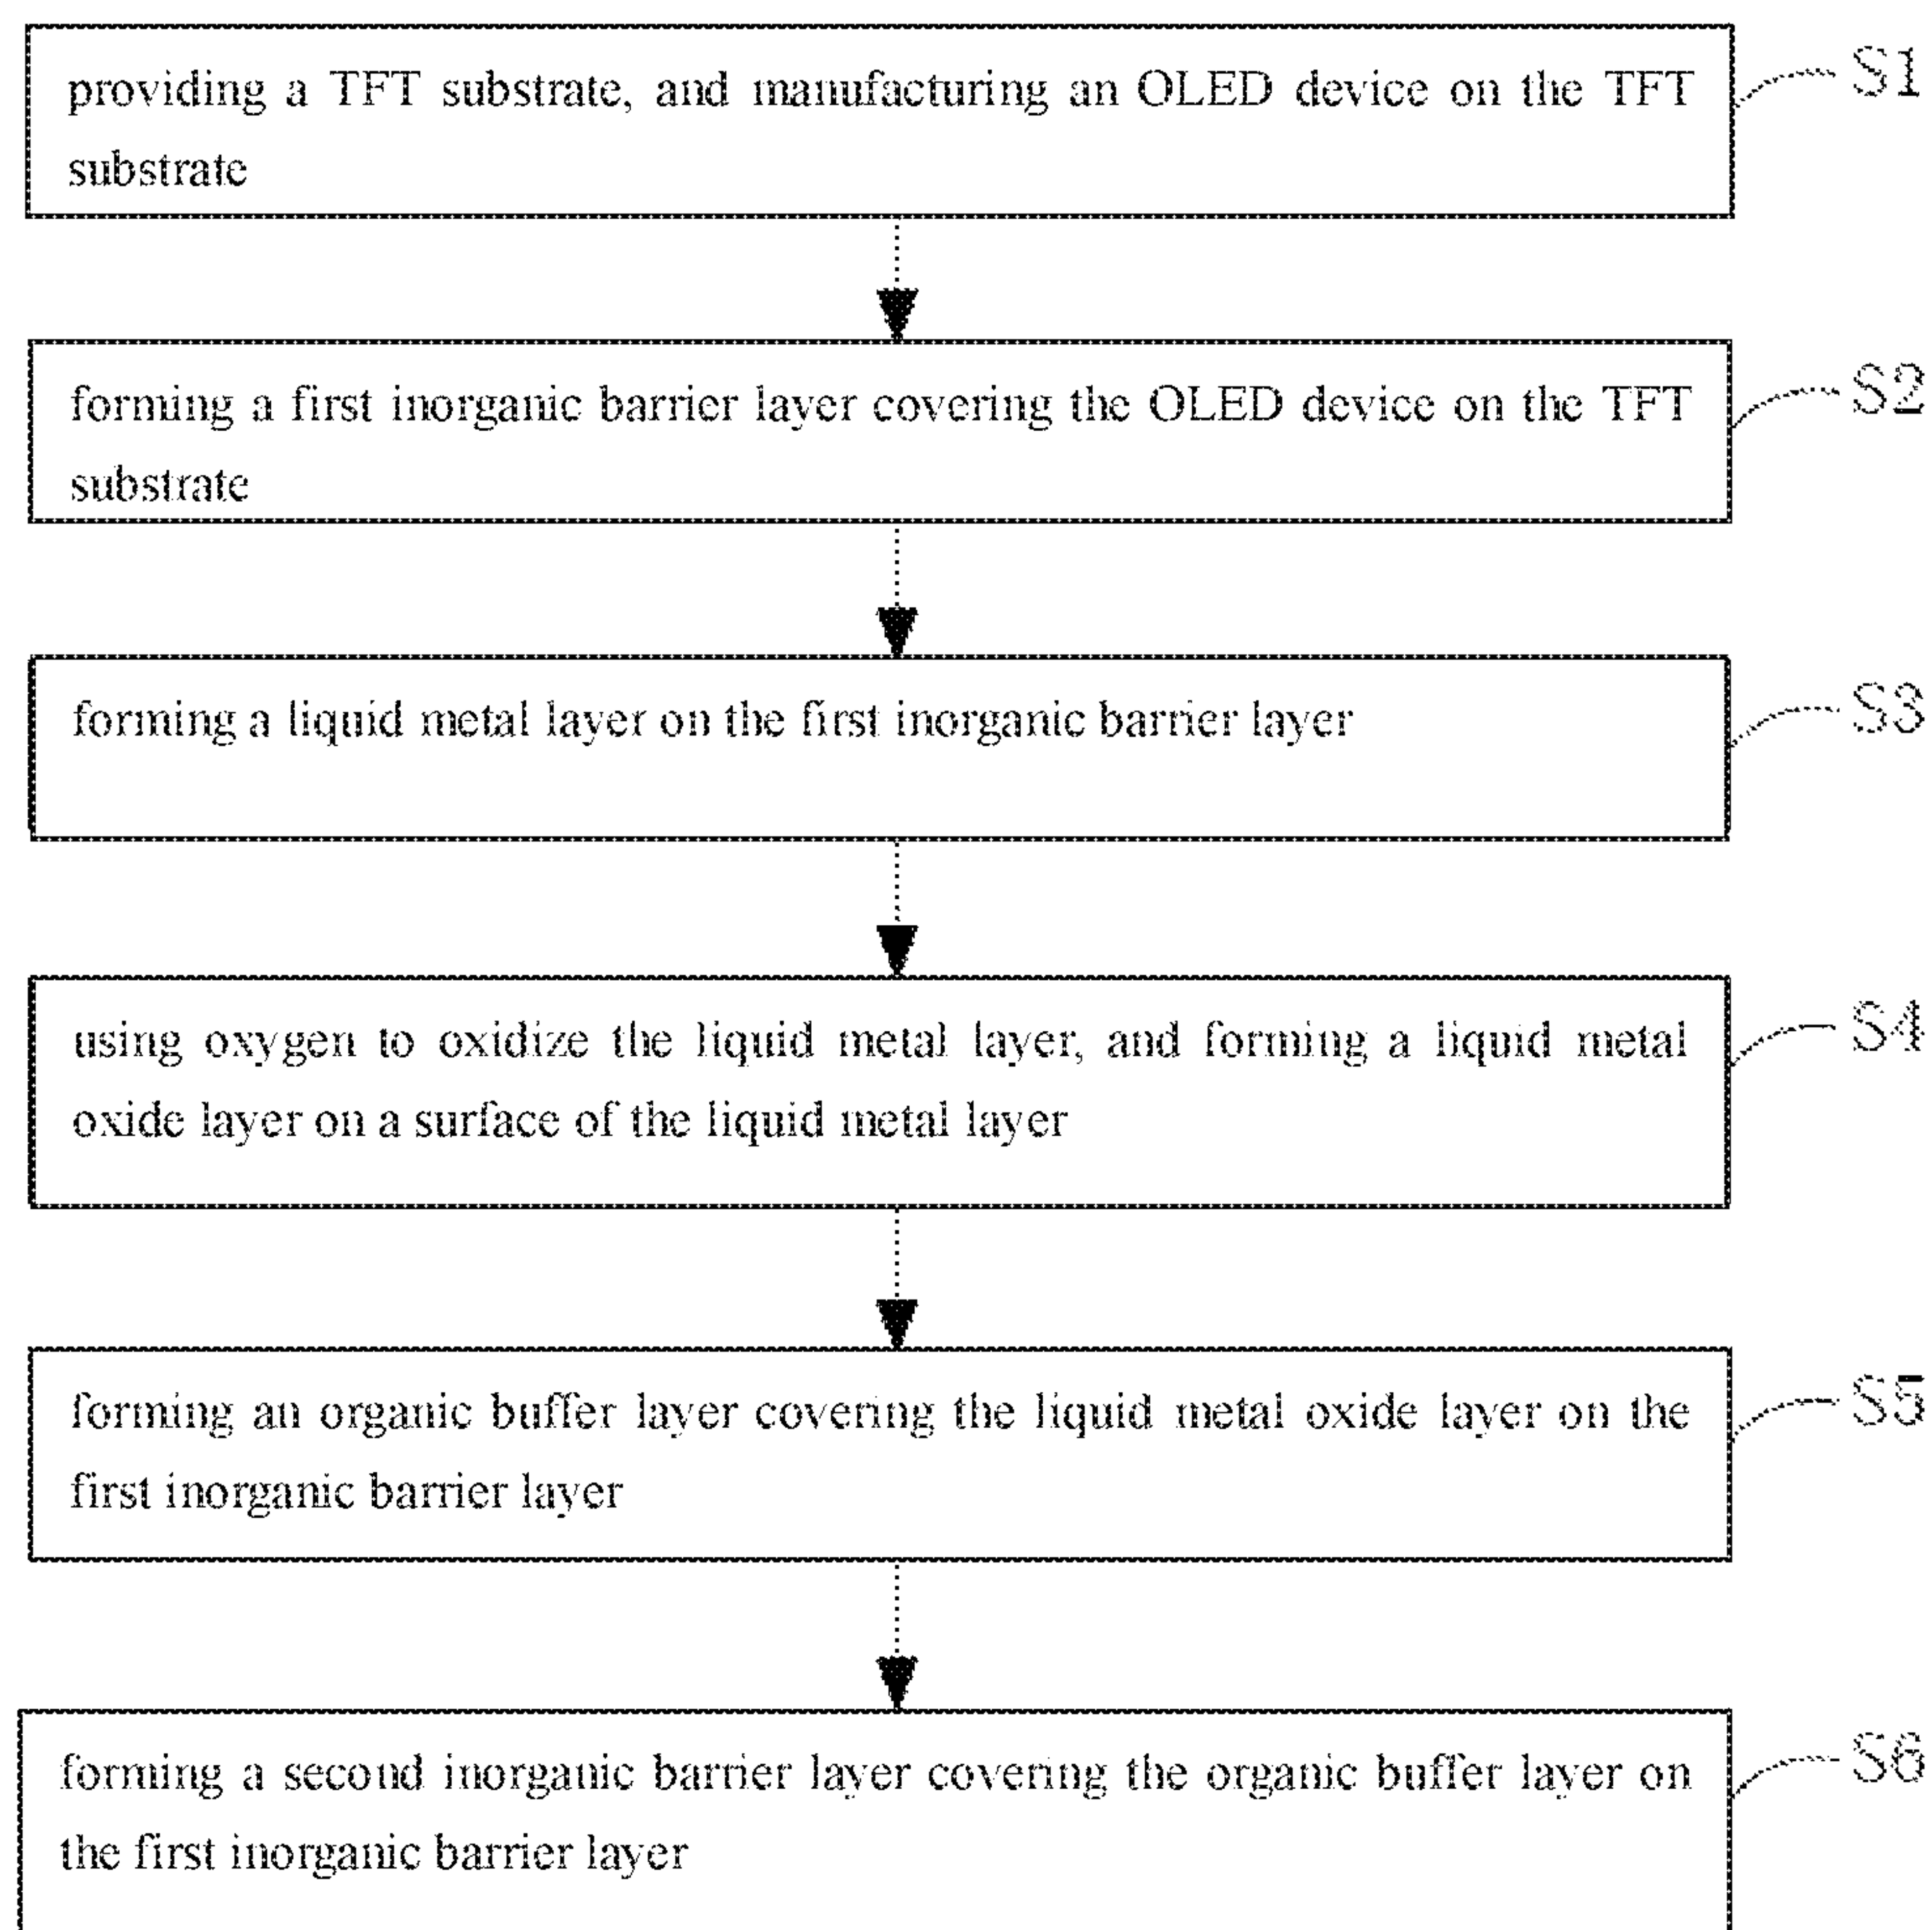 providing a TFT substrate, and manufacturing an OLED device on the TFT
substrate
S1
forming a first inorganic barrier layer covering the OLED device on the TFT
substrate
S2
forming a liquid metal layer on the first inorganic barrier layer
S3
using oxygen to oxidize the liquid metal layer, and forming a liquid metal
oxide layer on a surface of the liquid metal layer
S4
forming an organic buffer layer covering the liquid metal oxide layer on the
first inorganic barrier layer
S5
forming a second inorganic barrier layer covering the organic buffer layer on
the first inorganic barrier layer
S6